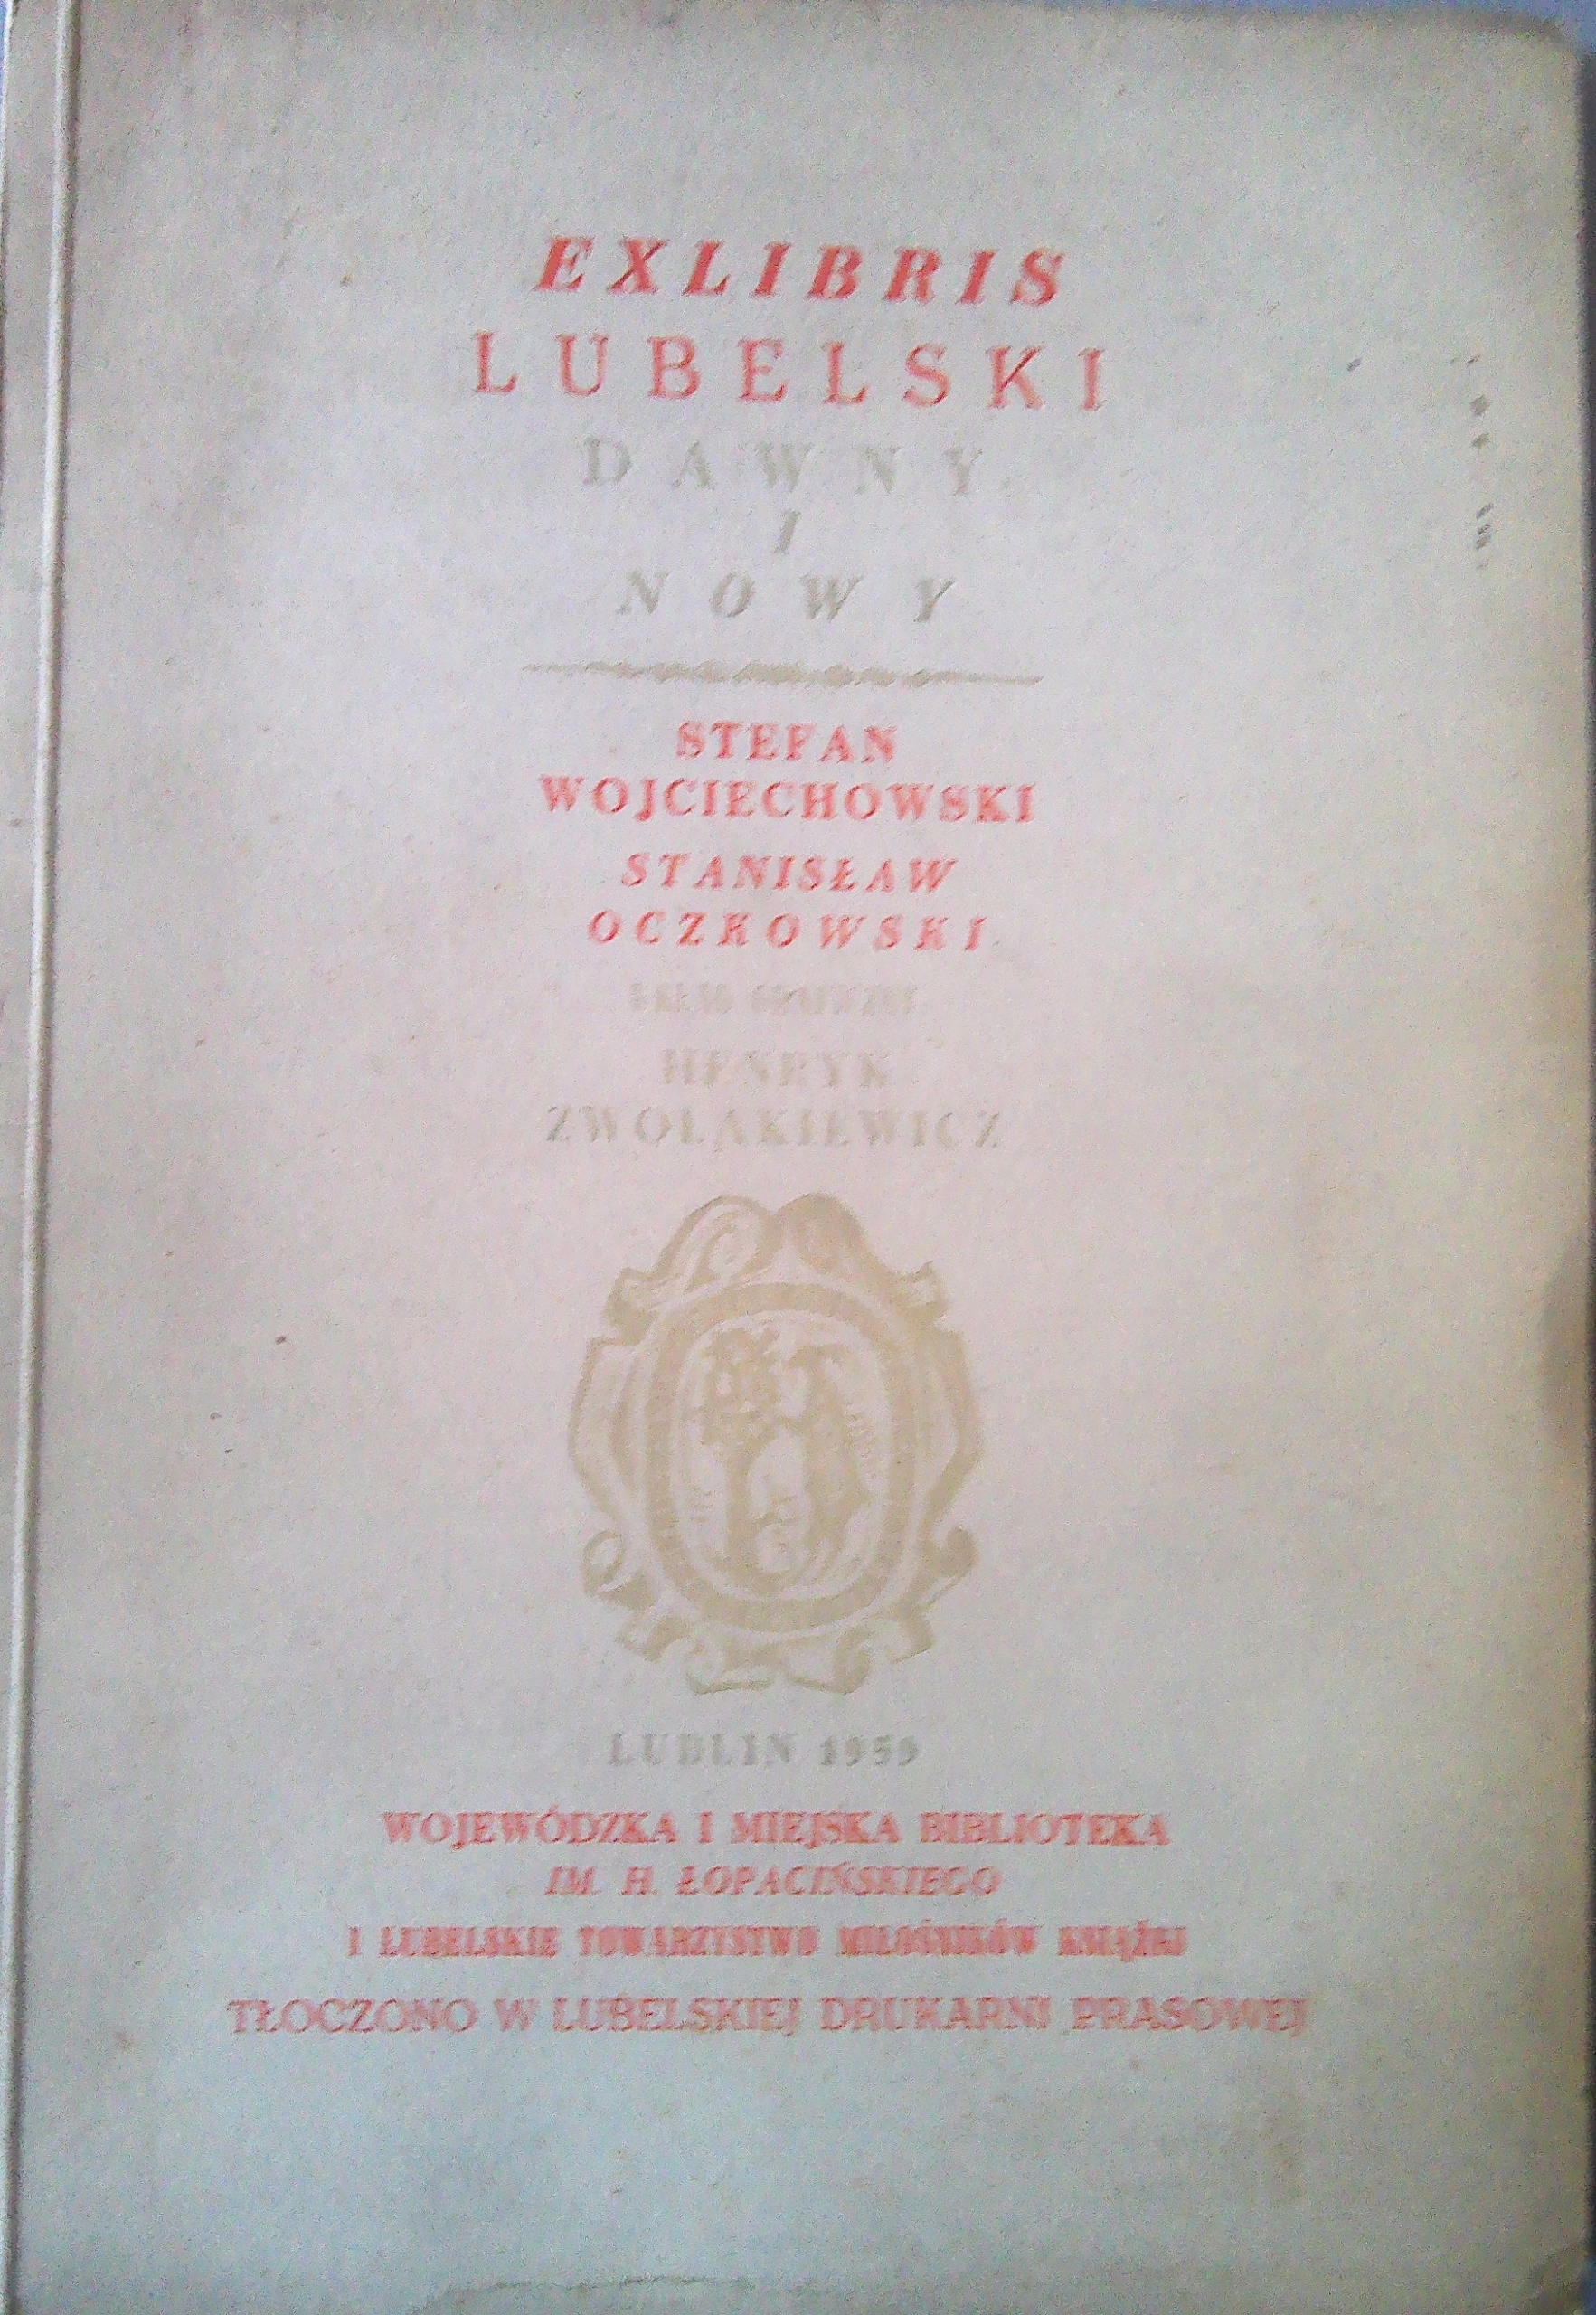 EXLIBRIS
LUBELSKI
DAWNY
I
NOWY
STEFAN
WOJCIECHOWSKI
STANISŁAW
OCZKOWSKI
HENRYK
ZWOLAKIEWICZ
LUBLIN 1959
WOJEWÓDZKA I MIEJSKA BIBLIOTEKA
IM. H. ŁOPACIŃSKIEGO
I LUBELSKIE TOWARZYSTWO MIŁOŚNIKÓW KSIĄŻKI
TŁOCZONO W LUBELSKIEJ DRUKARNI PRASOWEJ